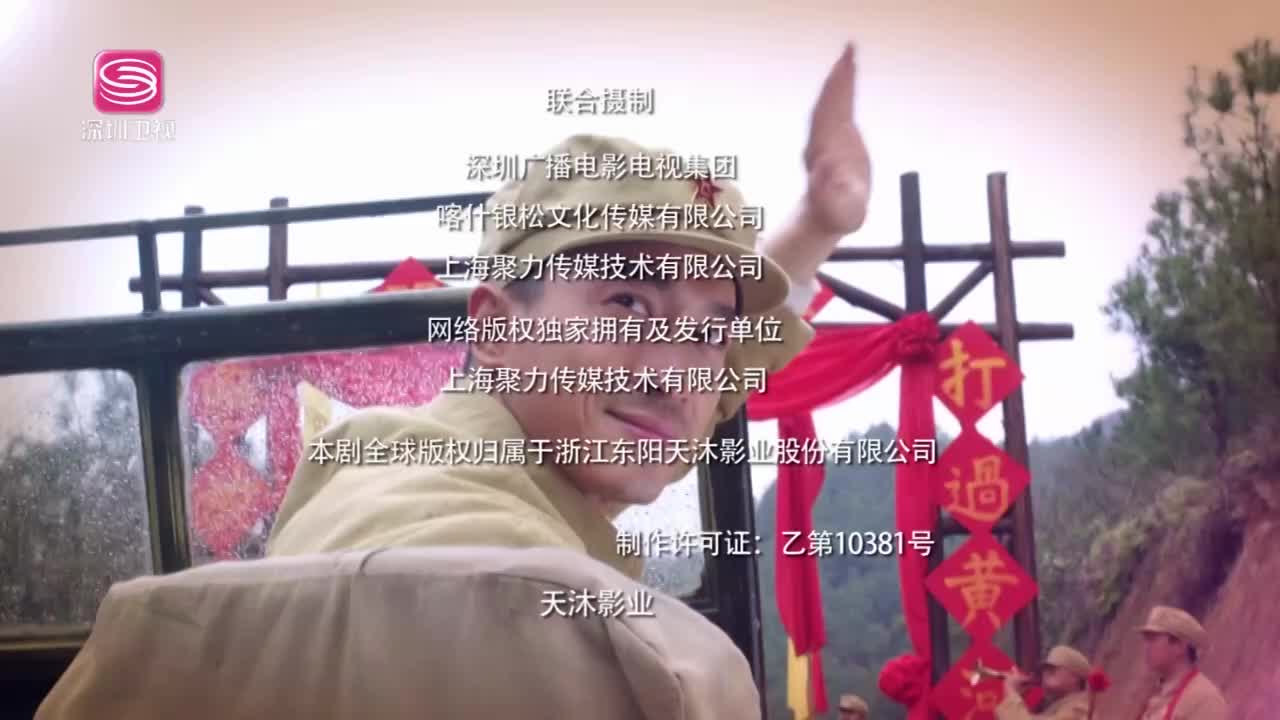 深圳卫视
联合摄制
深圳广播电影电视集团
喀什银松文化传媒有限公司
上海聚力传媒技术有限公司
网络版权独家拥有及发行单位
上海聚力传媒技术有限公司
本剧全球版权归属于浙江东阳天沐影业股份有限公司
制作许可证：乙第10381号
天沐影业
打
過
黄